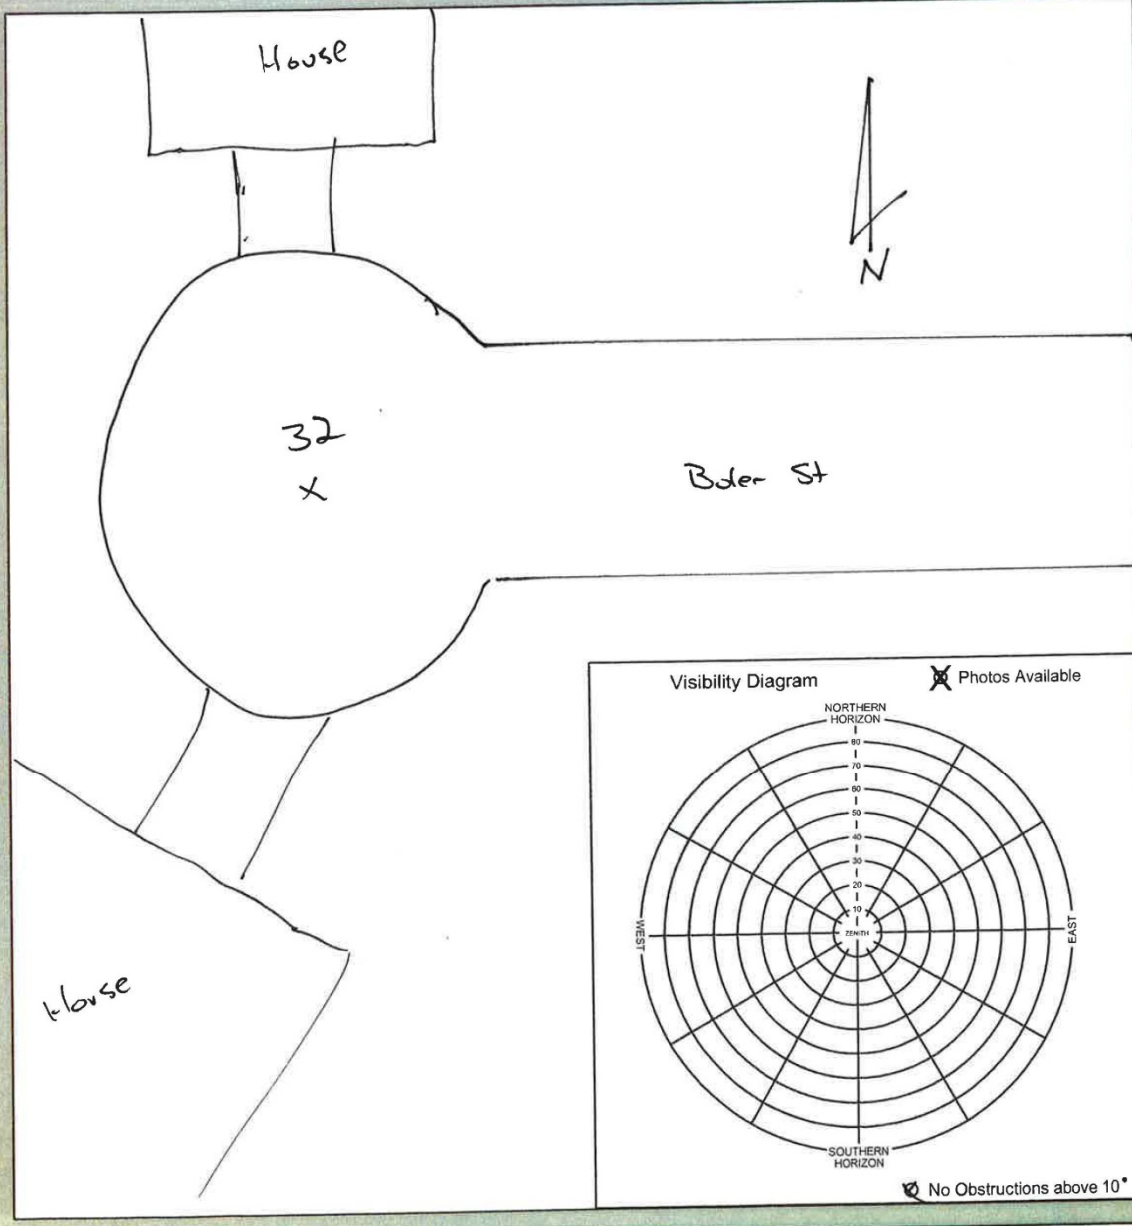 House
N
32
X
Boler St
House
Visibility Diagram
Photos Available
NORTHERN
HORIZON
80
70
60
50
40
30
20
10
ZENITH
WEST
EAST
SOUTHERN
HORIZON
No Obstructions above 10°